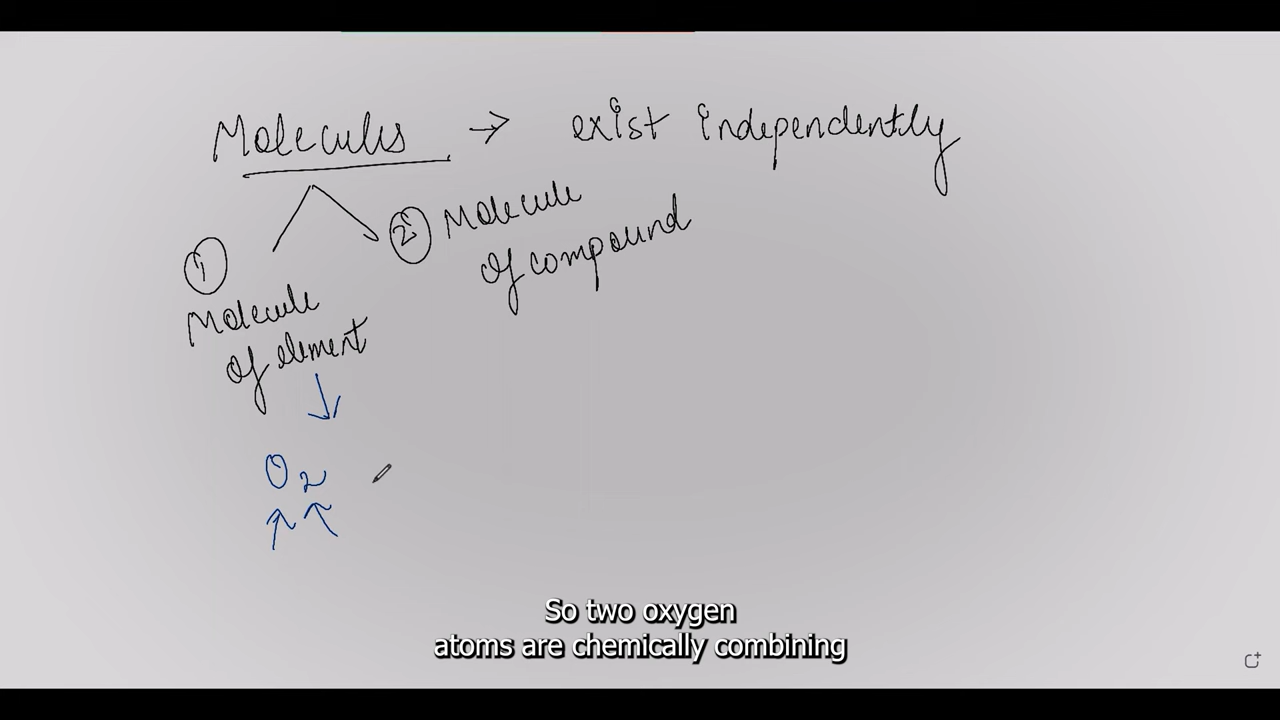 Molecules → exist independently
① Molecule
of element
② Molecule
of compound
O2
So two oxygen
atoms are chemically combining